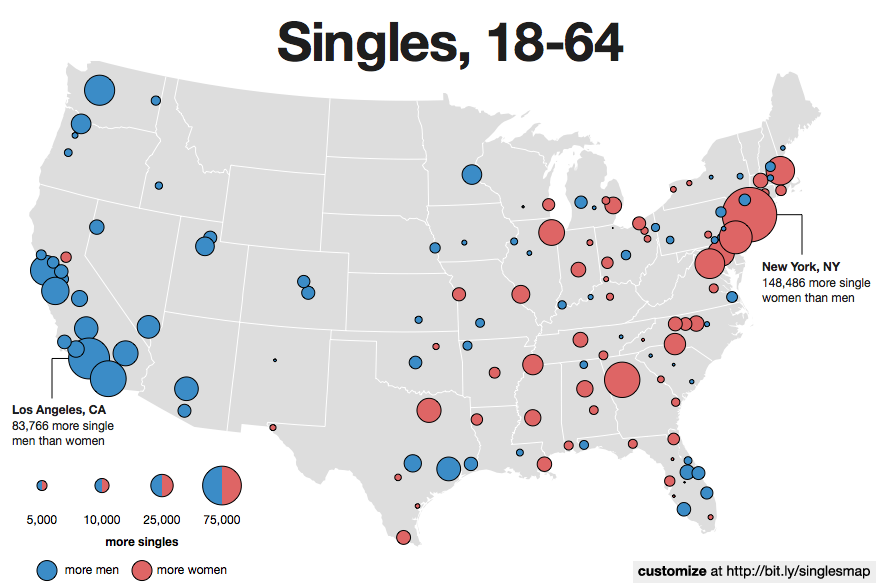 Singles, 18-64
New York, NY
148,486 more single
women than men
Los Angeles, CA
83,766 more single
men than women
5,000 10,000 25,000 75,000
more singles
more men more women
customize at http://bit.ly/singlesmap